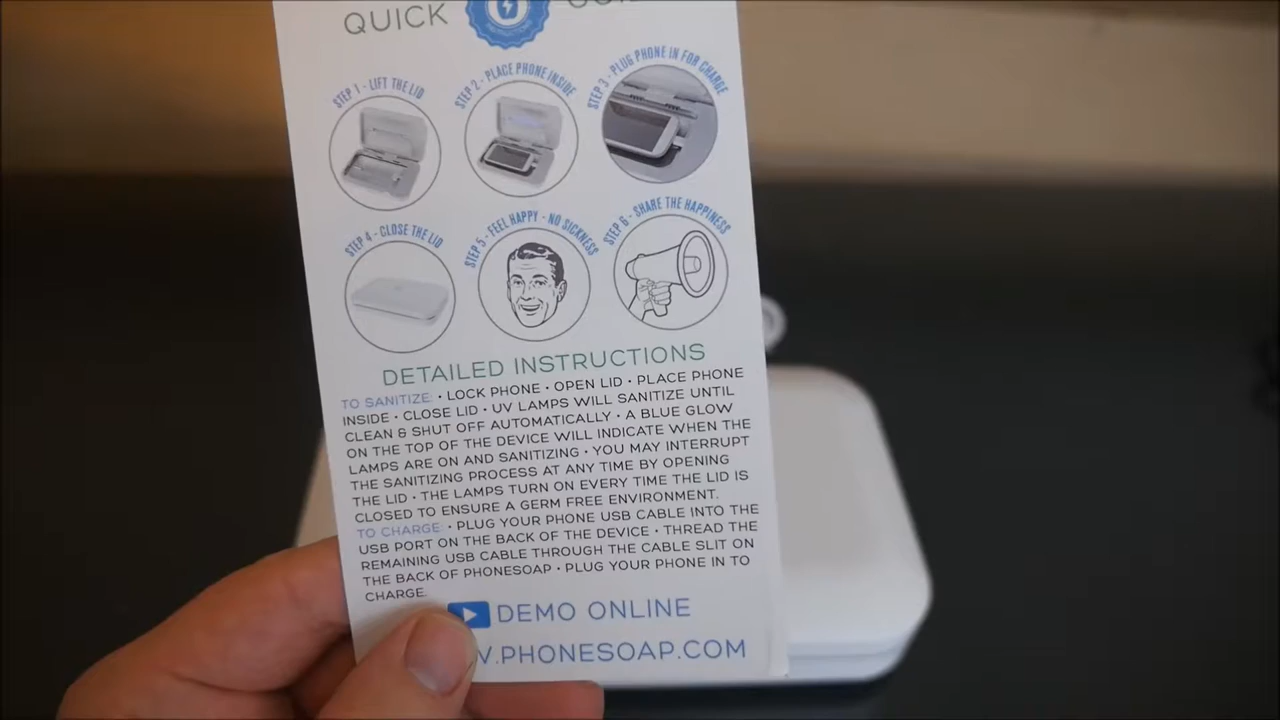 QUICK
INSTRUCTIONS
STEP 1 - LIFT THE LID
STEP 2 - PLACE PHONE INSIDE
STEP 3 - PLUG PHONE IN FOR CHARGE
STEP 4 - CLOSE THE LID
STEP 5 - FEEL HAPPY - NO SICKNESS
STEP 6 - SHARE THE HAPPINESS
DETAILED INSTRUCTIONS
TO SANITIZE: • LOCK PHONE • OPEN LID • PLACE PHONE
INSIDE • CLOSE LID • UV LAMPS WILL SANITIZE UNTIL
CLEAN & SHUT OFF AUTOMATICALLY • A BLUE GLOW
ON THE TOP OF THE DEVICE WILL INDICATE WHEN THE
LAMPS ARE ON AND SANITIZING • YOU MAY INTERRUPT
THE SANITIZING PROCESS AT ANY TIME BY OPENING
THE LID • THE LAMPS TURN ON EVERY TIME THE LID IS
CLOSED TO ENSURE A GERM FREE ENVIRONMENT.
TO CHARGE: • PLUG YOUR PHONE USB CABLE INTO THE
USB PORT ON THE BACK OF THE DEVICE • THREAD THE
REMAINING USB CABLE THROUGH THE CABLE SLIT ON
THE BACK OF PHONESOAP • PLUG YOUR PHONE IN TO
CHARGE.
DEMO ONLINE
.PHONESOAP.COM